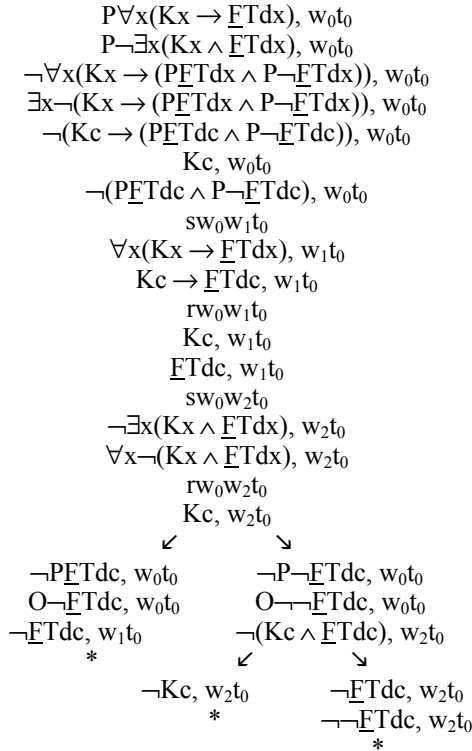 P∀x(Kx → F̲Tdx), w₀t₀
P¬∃x(Kx ∧ F̲Tdx), w₀t₀
¬∀x(Kx → (PF̲Tdx ∧ P¬F̲Tdx)), w₀t₀
∃x¬(Kx → (PF̲Tdx ∧ P¬F̲Tdx)), w₀t₀
¬(Kc → (PF̲Tdc ∧ P¬F̲Tdc)), w₀t₀
Kc, w₀t₀
¬(PF̲Tdc ∧ P¬F̲Tdc), w₀t₀
sw₀w₁t₀
∀x(Kx → F̲Tdx), w₁t₀
Kc → F̲Tdc, w₁t₀
rw₀w₁t₀
Kc, w₁t₀
F̲Tdc, w₁t₀
sw₀w₂t₀
¬∃x(Kx ∧ F̲Tdx), w₂t₀
∀x¬(Kx ∧ F̲Tdx), w₂t₀
rw₀w₂t₀
Kc, w₂t₀
↙ ↘
¬PF̲Tdc, w₀t₀ ¬P¬F̲Tdc, w₀t₀
O¬F̲Tdc, w₀t₀ O¬¬F̲Tdc, w₀t₀
¬F̲Tdc, w₁t₀ ¬(Kc ∧ F̲Tdc), w₂t₀
* ↙ ↘
¬Kc, w₂t₀ ¬F̲Tdc, w₂t₀
* ¬¬F̲Tdc, w₂t₀
*